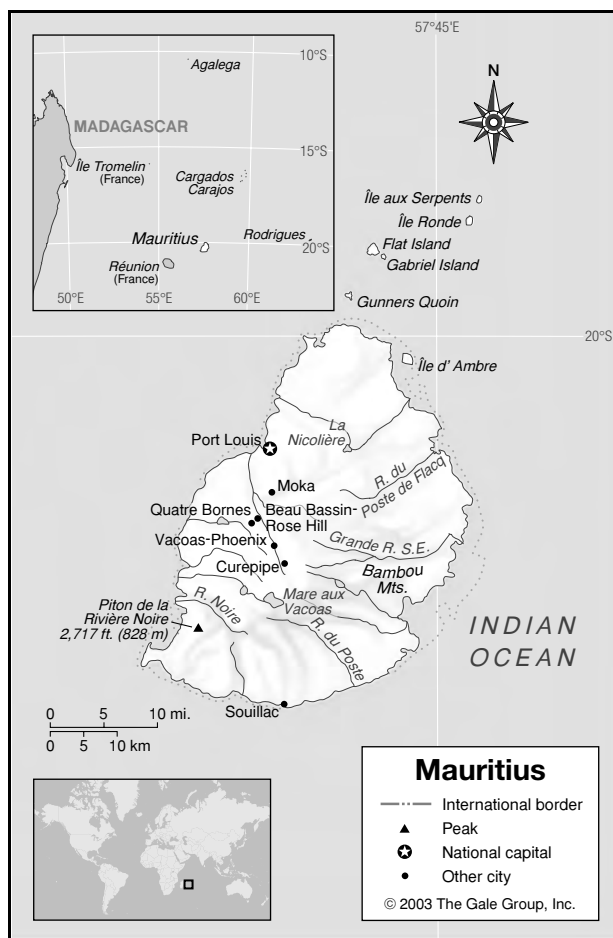 57°45'E
10°S
Agalega
MADAGASCAR
15°S
Île Tromelin
(France)
Cargados
Carajos
Mauritius
Rodrigues
20°S
Réunion
(France)
50°E
55°E
60°E
N
Île aux Serpents
Île Ronde
Flat Island
Gabriel Island
Gunners Quoin
20°S
Île d' Ambre
La
Nicolière
Port Louis
R. du
Poste de Flacq
Moka
Quatre Bornes
Beau Bassin-
Rose Hill
Vacoas-Phoenix
Grande R. S.E.
Curepipe
Bambou
Mts.
Mare aux
Vacoas
Piton de la
Rivière Noire
2,717 ft. (828 m)
R. Noire
R. du Poste
INDIAN
OCEAN
Souillac
0 5 10 mi.
0 5 10 km
Mauritius
International border
Peak
National capital
Other city
© 2003 The Gale Group, Inc.